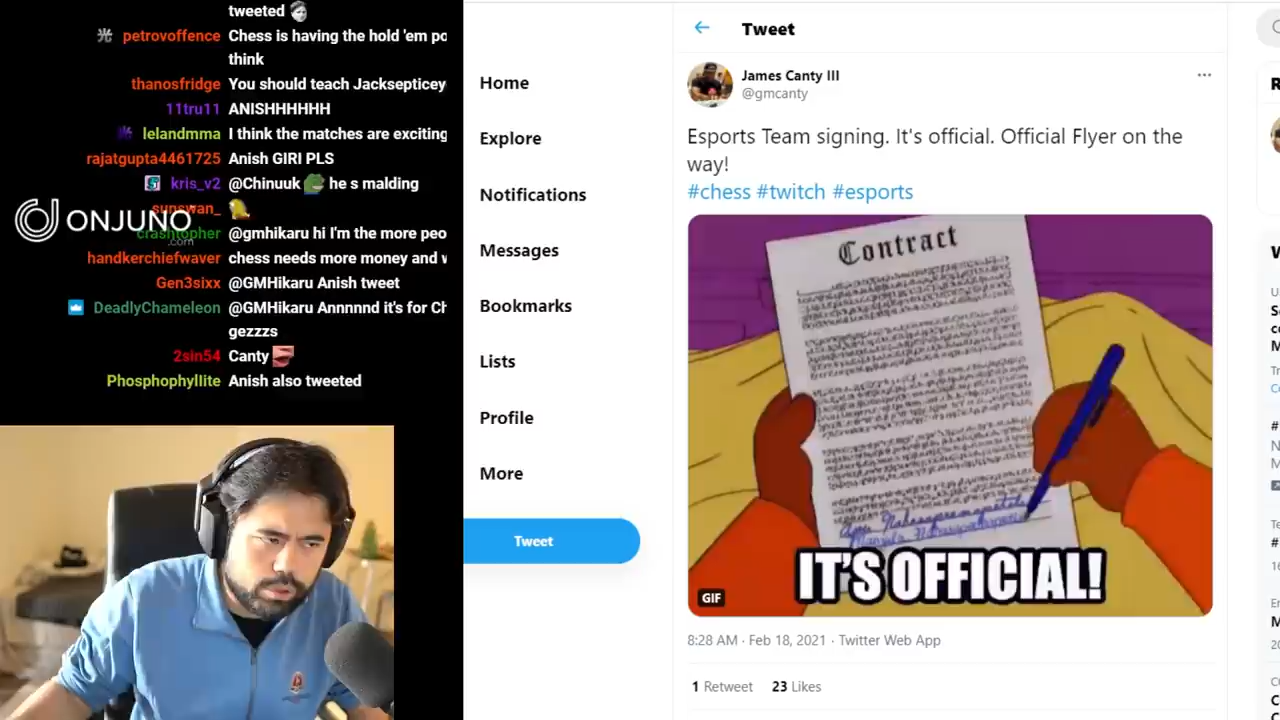 tweeted
petrovoffence Chess is having the hold 'em po
think
thanosfridge You should teach Jacksepticey
11tru11 ANISHHHHHH
lelandmma I think the matches are exciting
rajatgupta4461725 Anish GIRI PLS
kris_v2 @Chinuuk he s malding
sunswan_
ONJUNO
.com
crashtopher @gmhikaru hi I'm the more peo
handkerchiefwaver chess needs more money and w
Gen3sixx @GMHikaru Anish tweet
DeadlyChameleon @GMHikaru Annnnd it's for Ch
gezzzs
2sin54 Canty
Phosphophyllite Anish also tweeted
Home
Explore
Notifications
Messages
Bookmarks
Lists
Profile
More
Tweet
Tweet
James Canty III
@gmcanty
Esports Team signing. It's official. Official Flyer on the
way!
#chess #twitch #esports
Contract
IT'S OFFICIAL!
GIF
8:28 AM · Feb 18, 2021 · Twitter Web App
1 Retweet 23 Likes